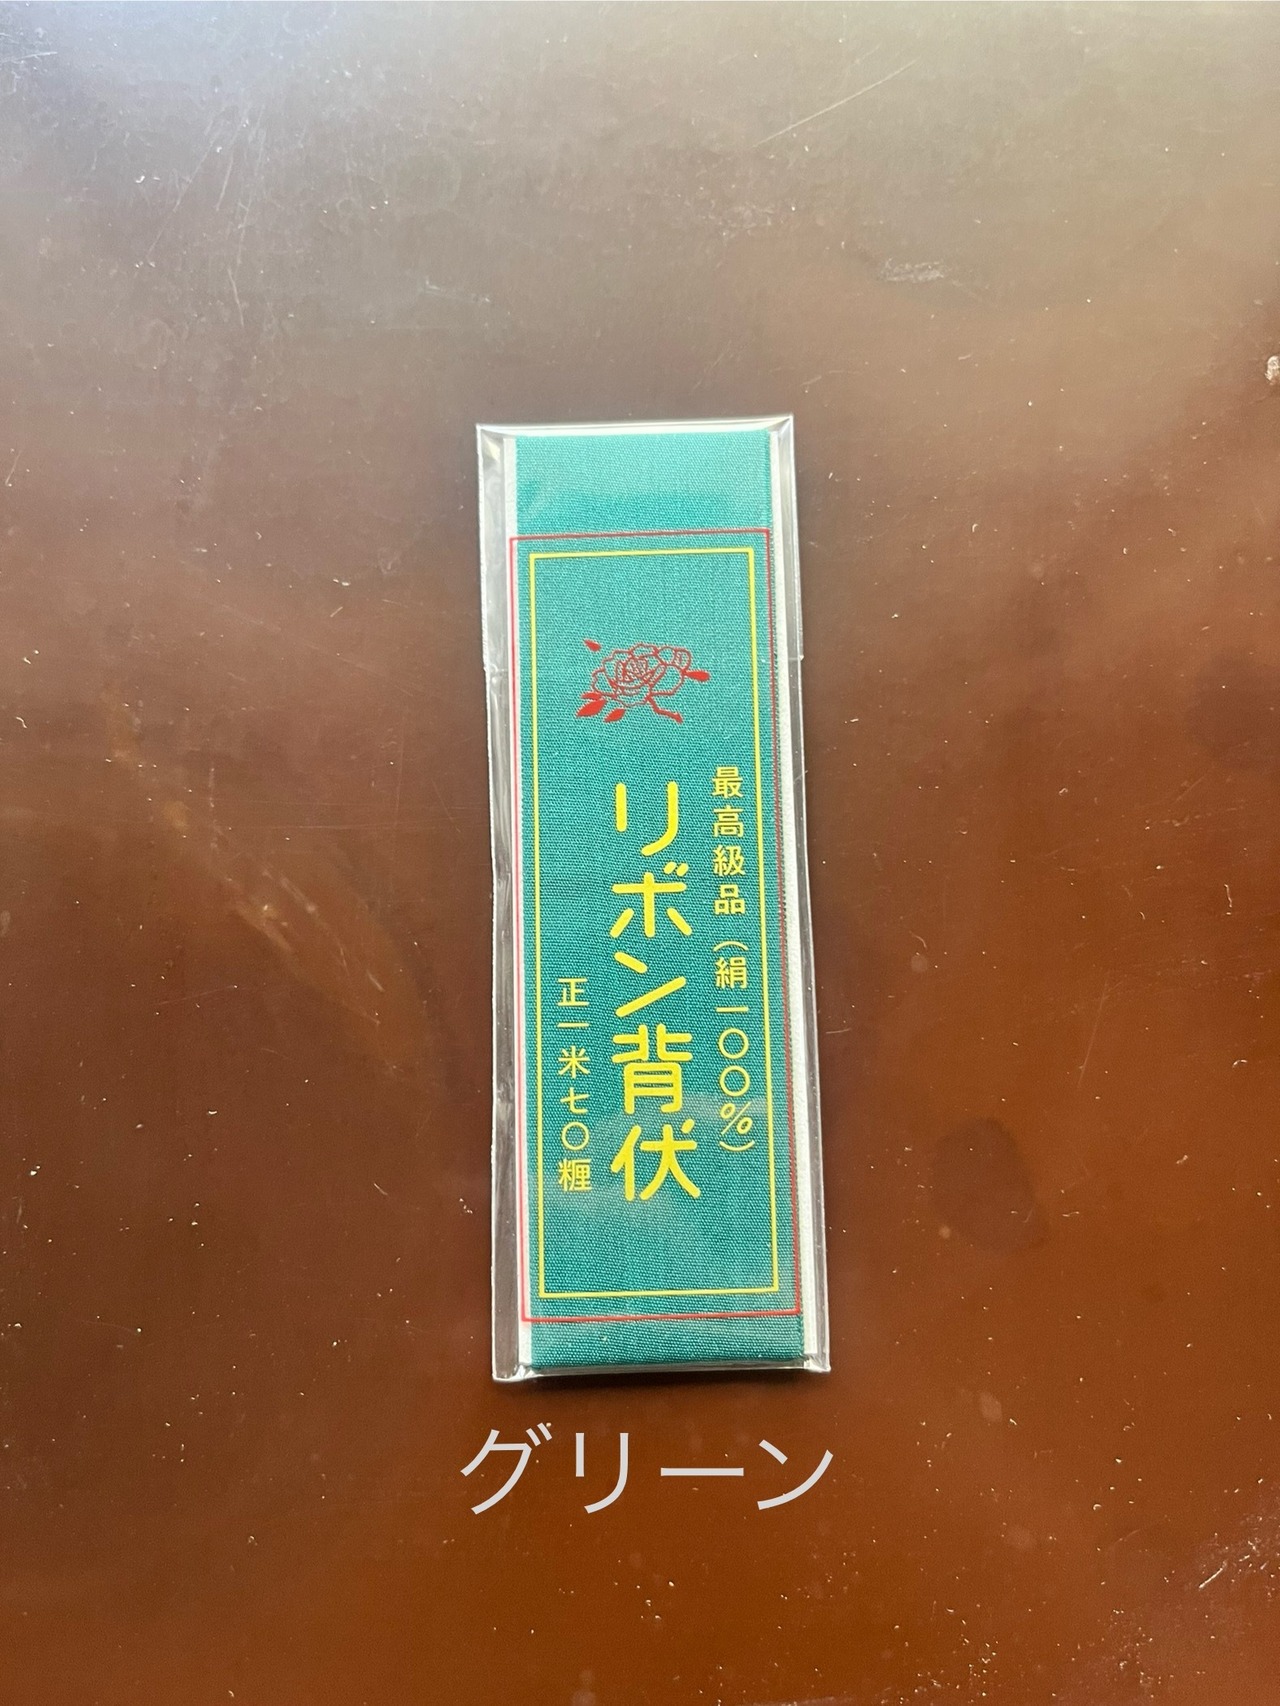 最高級品（絹一〇〇%）
リボン背伏
正一米七〇糎
グリーン